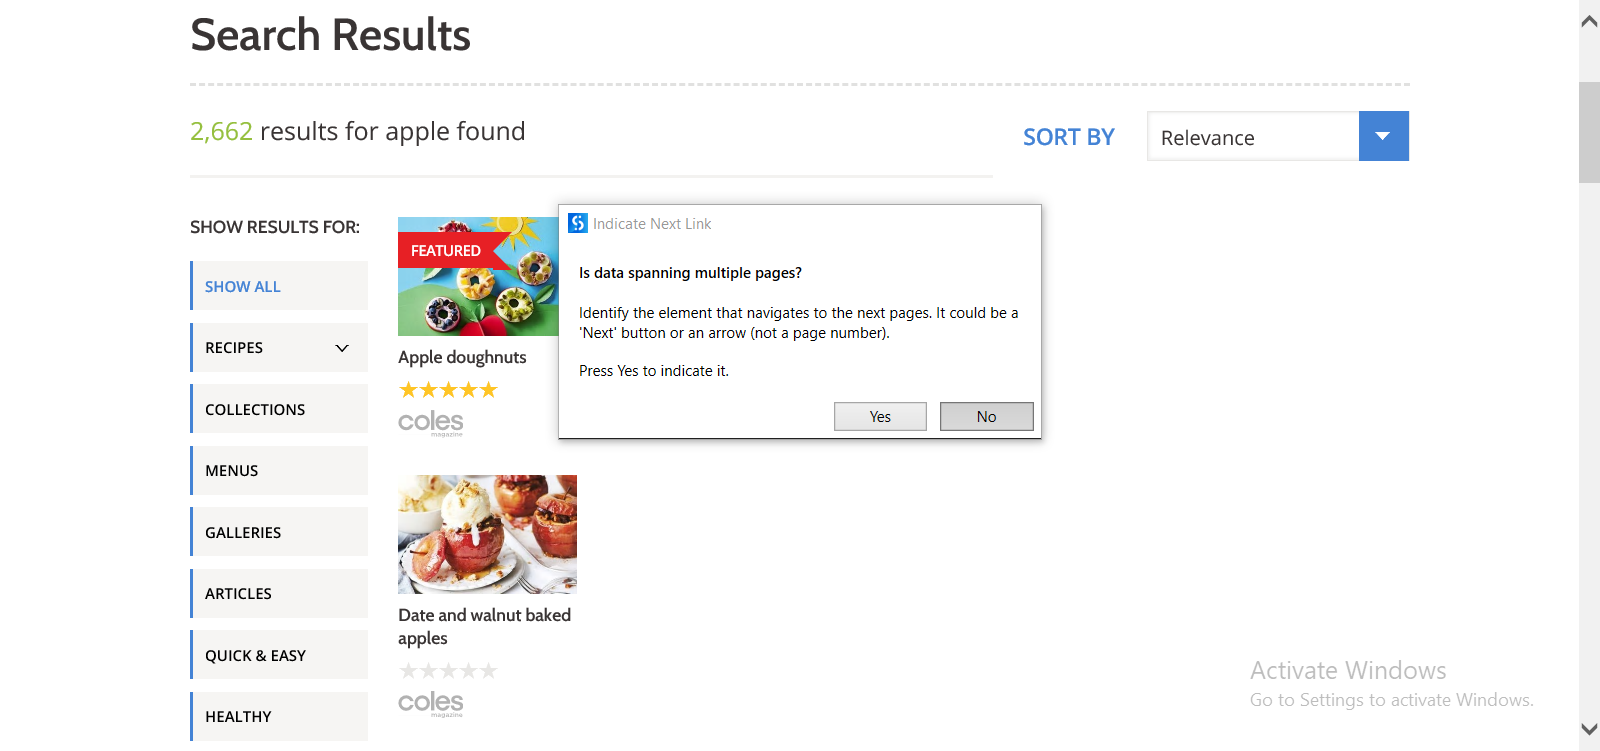 Search Results
2,662 results for apple found
SORT BY
Relevance
SHOW RESULTS FOR:
SHOW ALL
RECIPES
COLLECTIONS
MENUS
GALLERIES
ARTICLES
QUICK & EASY
HEALTHY
FEATURED
Apple doughnuts
coles
magazine
Date and walnut baked
apples
coles
magazine
Indicate Next Link
Is data spanning multiple pages?
Identify the element that navigates to the next pages. It could be a
'Next' button or an arrow (not a page number).
Press Yes to indicate it.
Yes
No
Activate Windows
Go to Settings to activate Windows.